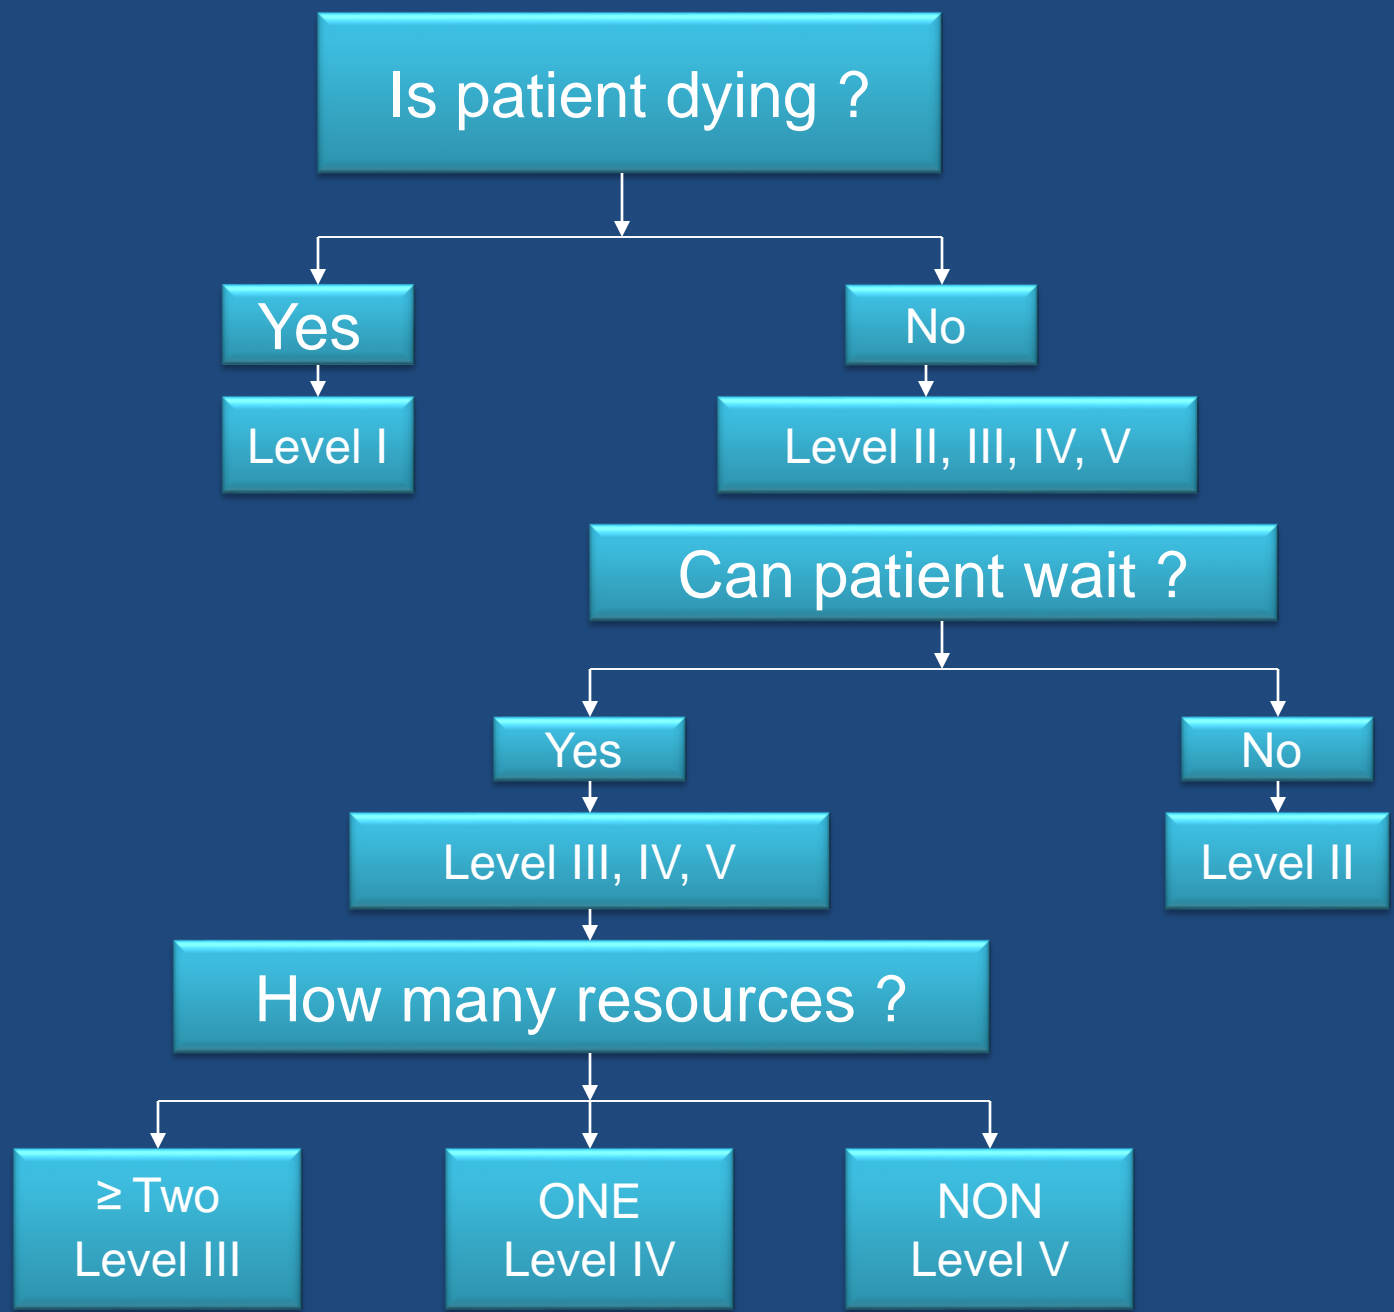 Is patient dying ?
Yes
No
Level I
Level II, III, IV, V
Can patient wait ?
Yes
No
Level III, IV, V
Level II
How many resources ?
≥ Two
Level III
ONE
Level IV
NON
Level V